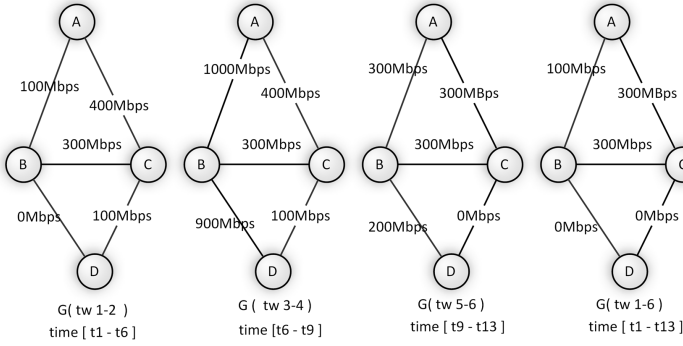 A
A
A
A
100Mbps
400Mbps
1000Mbps
400Mbps
300Mbps
300MBps
100Mbps
300MBps
300Mbps
300Mbps
300Mbps
300Mbps
B
C
B
C
B
C
B
C
0Mbps
100Mbps
900Mbps
100Mbps
200Mbps
0Mbps
0Mbps
0Mbps
D
D
D
D
G( tw 1-2 )
time [ t1 - t6 ]
G ( tw 3-4 )
time [t6 - t9 ]
G( tw 5-6 )
time [ t9 - t13 ]
G( tw 1-6 )
time [ t1 - t13 ]